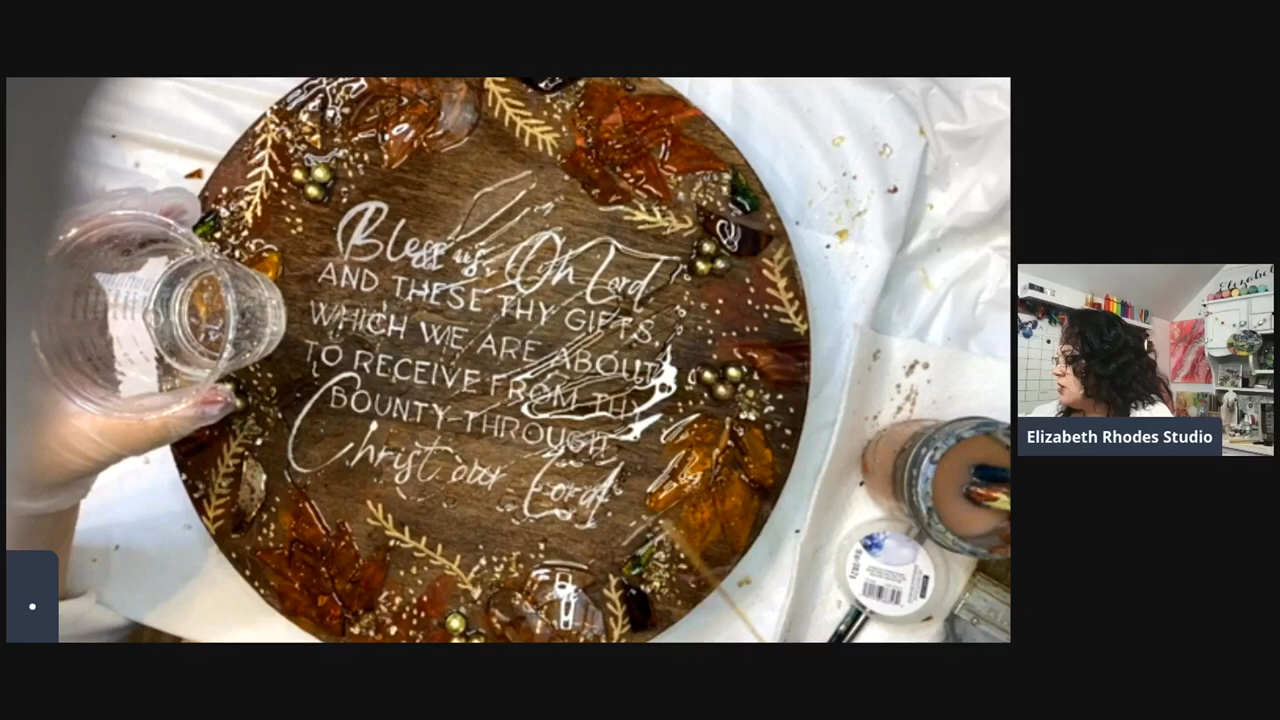 Bless us, Oh Lord
AND THESE THY GIFTS,
WHICH WE ARE ABOUT
TO RECEIVE FROM THY
BOUNTY-THROUGH
Christ our Lord
Elizabeth Rhodes Studio